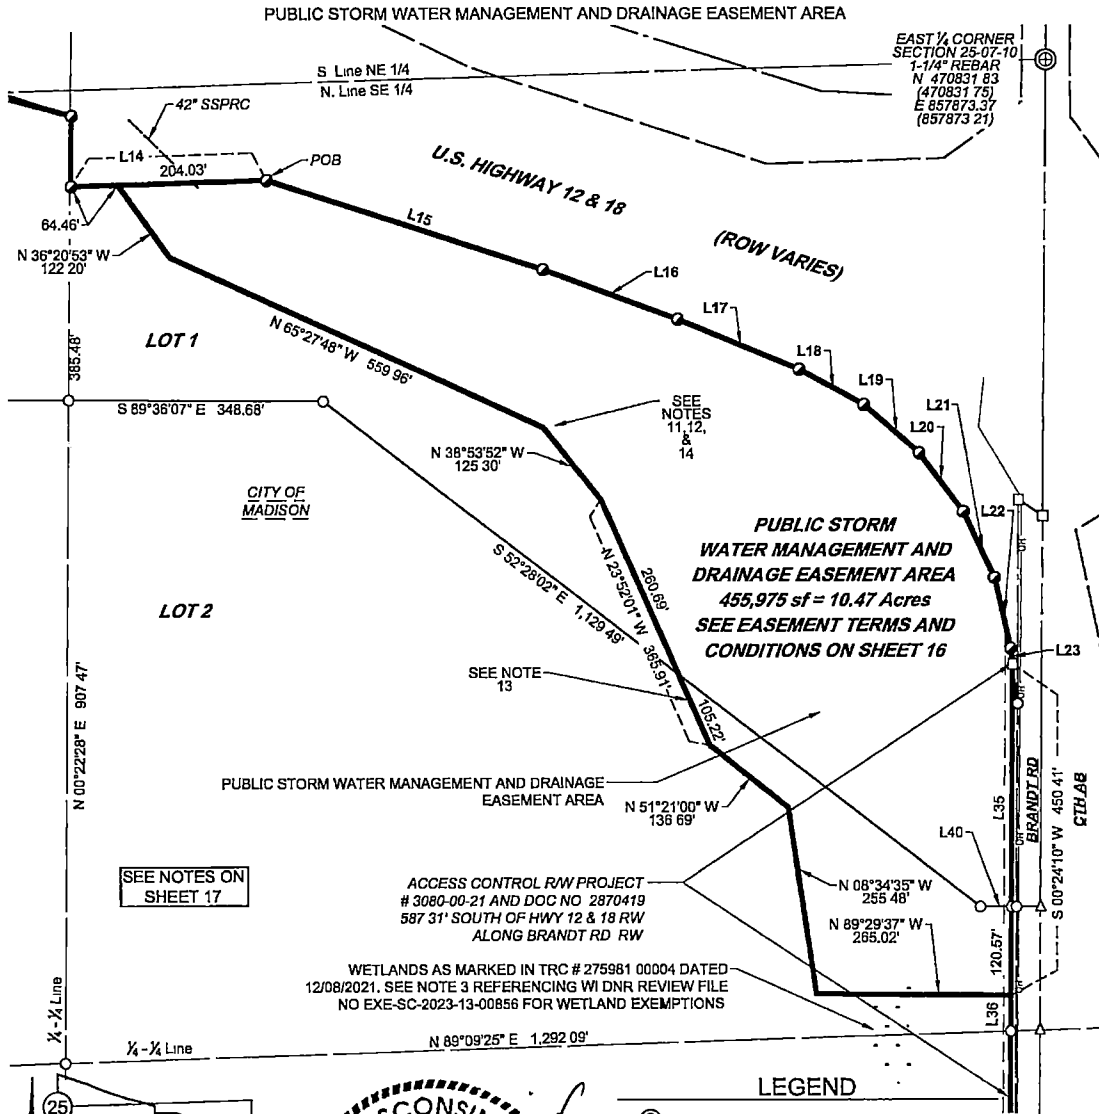 PUBLIC STORM WATER MANAGEMENT AND DRAINAGE EASEMENT AREA
EAST ¼ CORNER
SECTION 25-07-10
1-1/4" REBAR
N 470831 83
(470831 75)
E 857873.37
(857873 21)
S Line NE 1/4
N. Line SE 1/4
42" SSPRC
L14
204.03'
POB
64.46'
N 36°20'53" W
122 20'
U.S. HIGHWAY 12 & 18
(ROW VARIES)
L15
L16
L17
L18
L19
L20
L21
L22
L23
LOT 1
385.48'
N 65°27'48" W 559 96'
S 89°36'07" E 348.68'
SEE
NOTES
11,12,
&
14
N 38°53'52" W
125 30'
CITY OF
MADISON
S 52°28'02" E 1,129 49'
260.69'
N 23°52'01" W 365.91'
105.22'
PUBLIC STORM
WATER MANAGEMENT AND
DRAINAGE EASEMENT AREA
455,975 sf = 10.47 Acres
SEE EASEMENT TERMS AND
CONDITIONS ON SHEET 16
LOT 2
SEE NOTE
13
N 00°22'28" E 907 47'
PUBLIC STORM WATER MANAGEMENT AND DRAINAGE
EASEMENT AREA
N 51°21'00" W
136 69'
OH
OH
OH
L35
BRANDT RD
S 00°24'10" W 450 41'
CTH AB
L40
SEE NOTES ON
SHEET 17
ACCESS CONTROL R/W PROJECT
# 3080-00-21 AND DOC NO 2870419
587 31' SOUTH OF HWY 12 & 18 RW
ALONG BRANDT RD RW
N 08°34'35" W
255 48'
N 89°29'37" W
265.02'
120.57'
WETLANDS AS MARKED IN TRC # 275981 00004 DATED
12/08/2021. SEE NOTE 3 REFERENCING WI DNR REVIEW FILE
NO EXE-SC-2023-13-00856 FOR WETLAND EXEMPTIONS
L36
¼ - ¼ Line
¼ - ¼ Line
N 89°09'25" E 1,292 09'
25
LEGEND